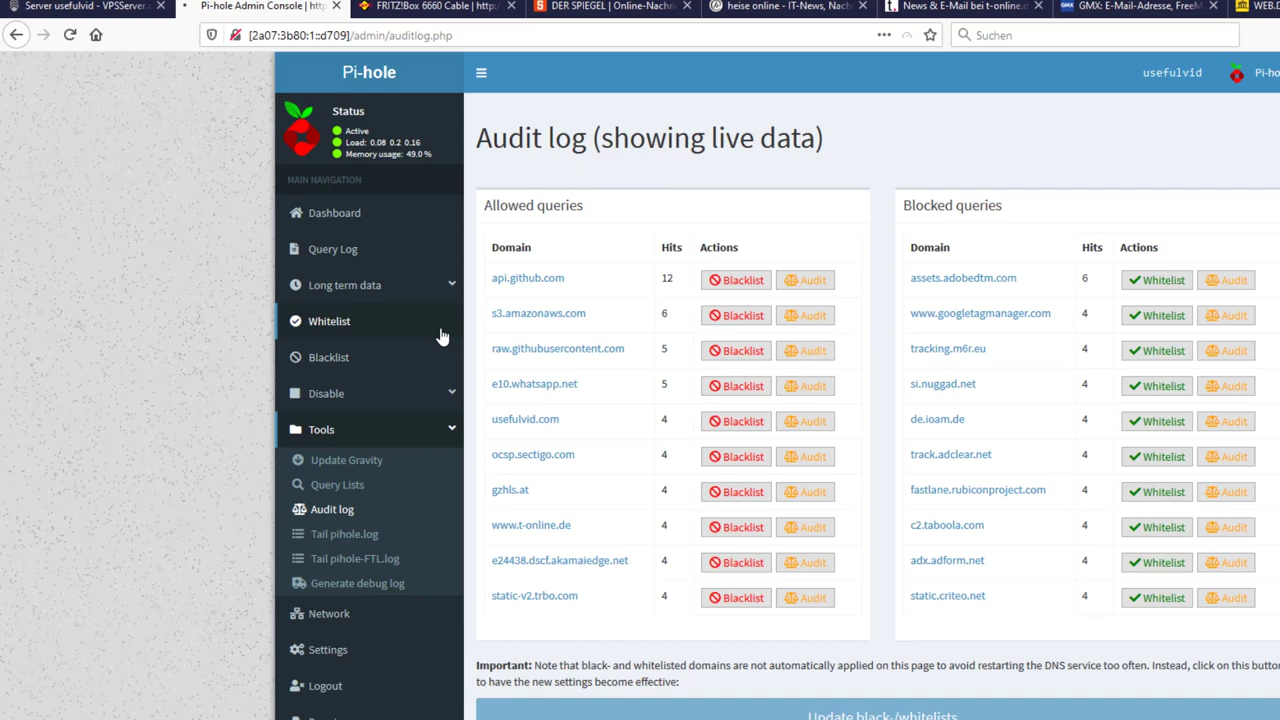 Server usefulvid - VPSServer.
Pi-hole Admin Console | http
FRITZ!Box 6660 Cable | http:/
DER SPIEGEL | Online-Nachri
heise online - IT-News, Nach
News & E-Mail bei t-online.d
GMX: E-Mail-Adresse, FreeM
WEB.D
[2a07:3b80:1::d709]/admin/auditlog.php
Suchen
Pi-hole
usefulvid
Pi-ho
Status
Active
Load: 0.08 0.2 0.16
Memory usage: 49.0 %
MAIN NAVIGATION
Dashboard
Query Log
Long term data
Whitelist
Blacklist
Disable
Tools
Update Gravity
Query Lists
Audit log
Tail pihole.log
Tail pihole-FTL.log
Generate debug log
Network
Settings
Logout
Audit log (showing live data)
Allowed queries
Domain Hits Actions
api.github.com 12 Blacklist Audit
s3.amazonaws.com 6 Blacklist Audit
raw.githubusercontent.com 5 Blacklist Audit
e10.whatsapp.net 5 Blacklist Audit
usefulvid.com 4 Blacklist Audit
ocsp.sectigo.com 4 Blacklist Audit
gzhls.at 4 Blacklist Audit
www.t-online.de 4 Blacklist Audit
e24438.dscf.akamaiedge.net 4 Blacklist Audit
static-v2.trbo.com 4 Blacklist Audit
Blocked queries
Domain Hits Actions
assets.adobedtm.com 6 Whitelist Audit
www.googletagmanager.com 4 Whitelist Audit
tracking.m6r.eu 4 Whitelist Audit
si.nuggad.net 4 Whitelist Audit
de.ioam.de 4 Whitelist Audit
track.adclear.net 4 Whitelist Audit
fastlane.rubiconproject.com 4 Whitelist Audit
c2.taboola.com 4 Whitelist Audit
adx.adform.net 4 Whitelist Audit
static.criteo.net 4 Whitelist Audit
Important: Note that black- and whitelisted domains are not automatically applied on this page to avoid restarting the DNS service too often. Instead, click on this button
to have the new settings become effective:
Update black-/whitelists